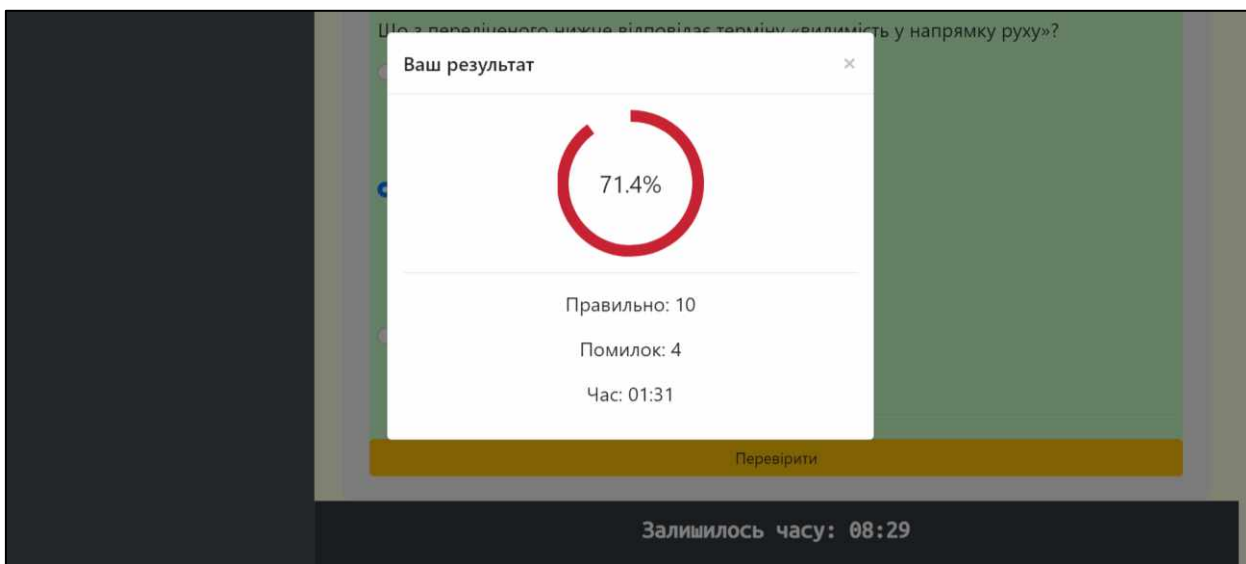 Що з переліченого нижче відповідає терміну «видимість у напрямку руху»?
Ваш результат
×
71.4%
Правильно: 10
Помилок: 4
Час: 01:31
Перевірити
Залишилось часу: 08:29